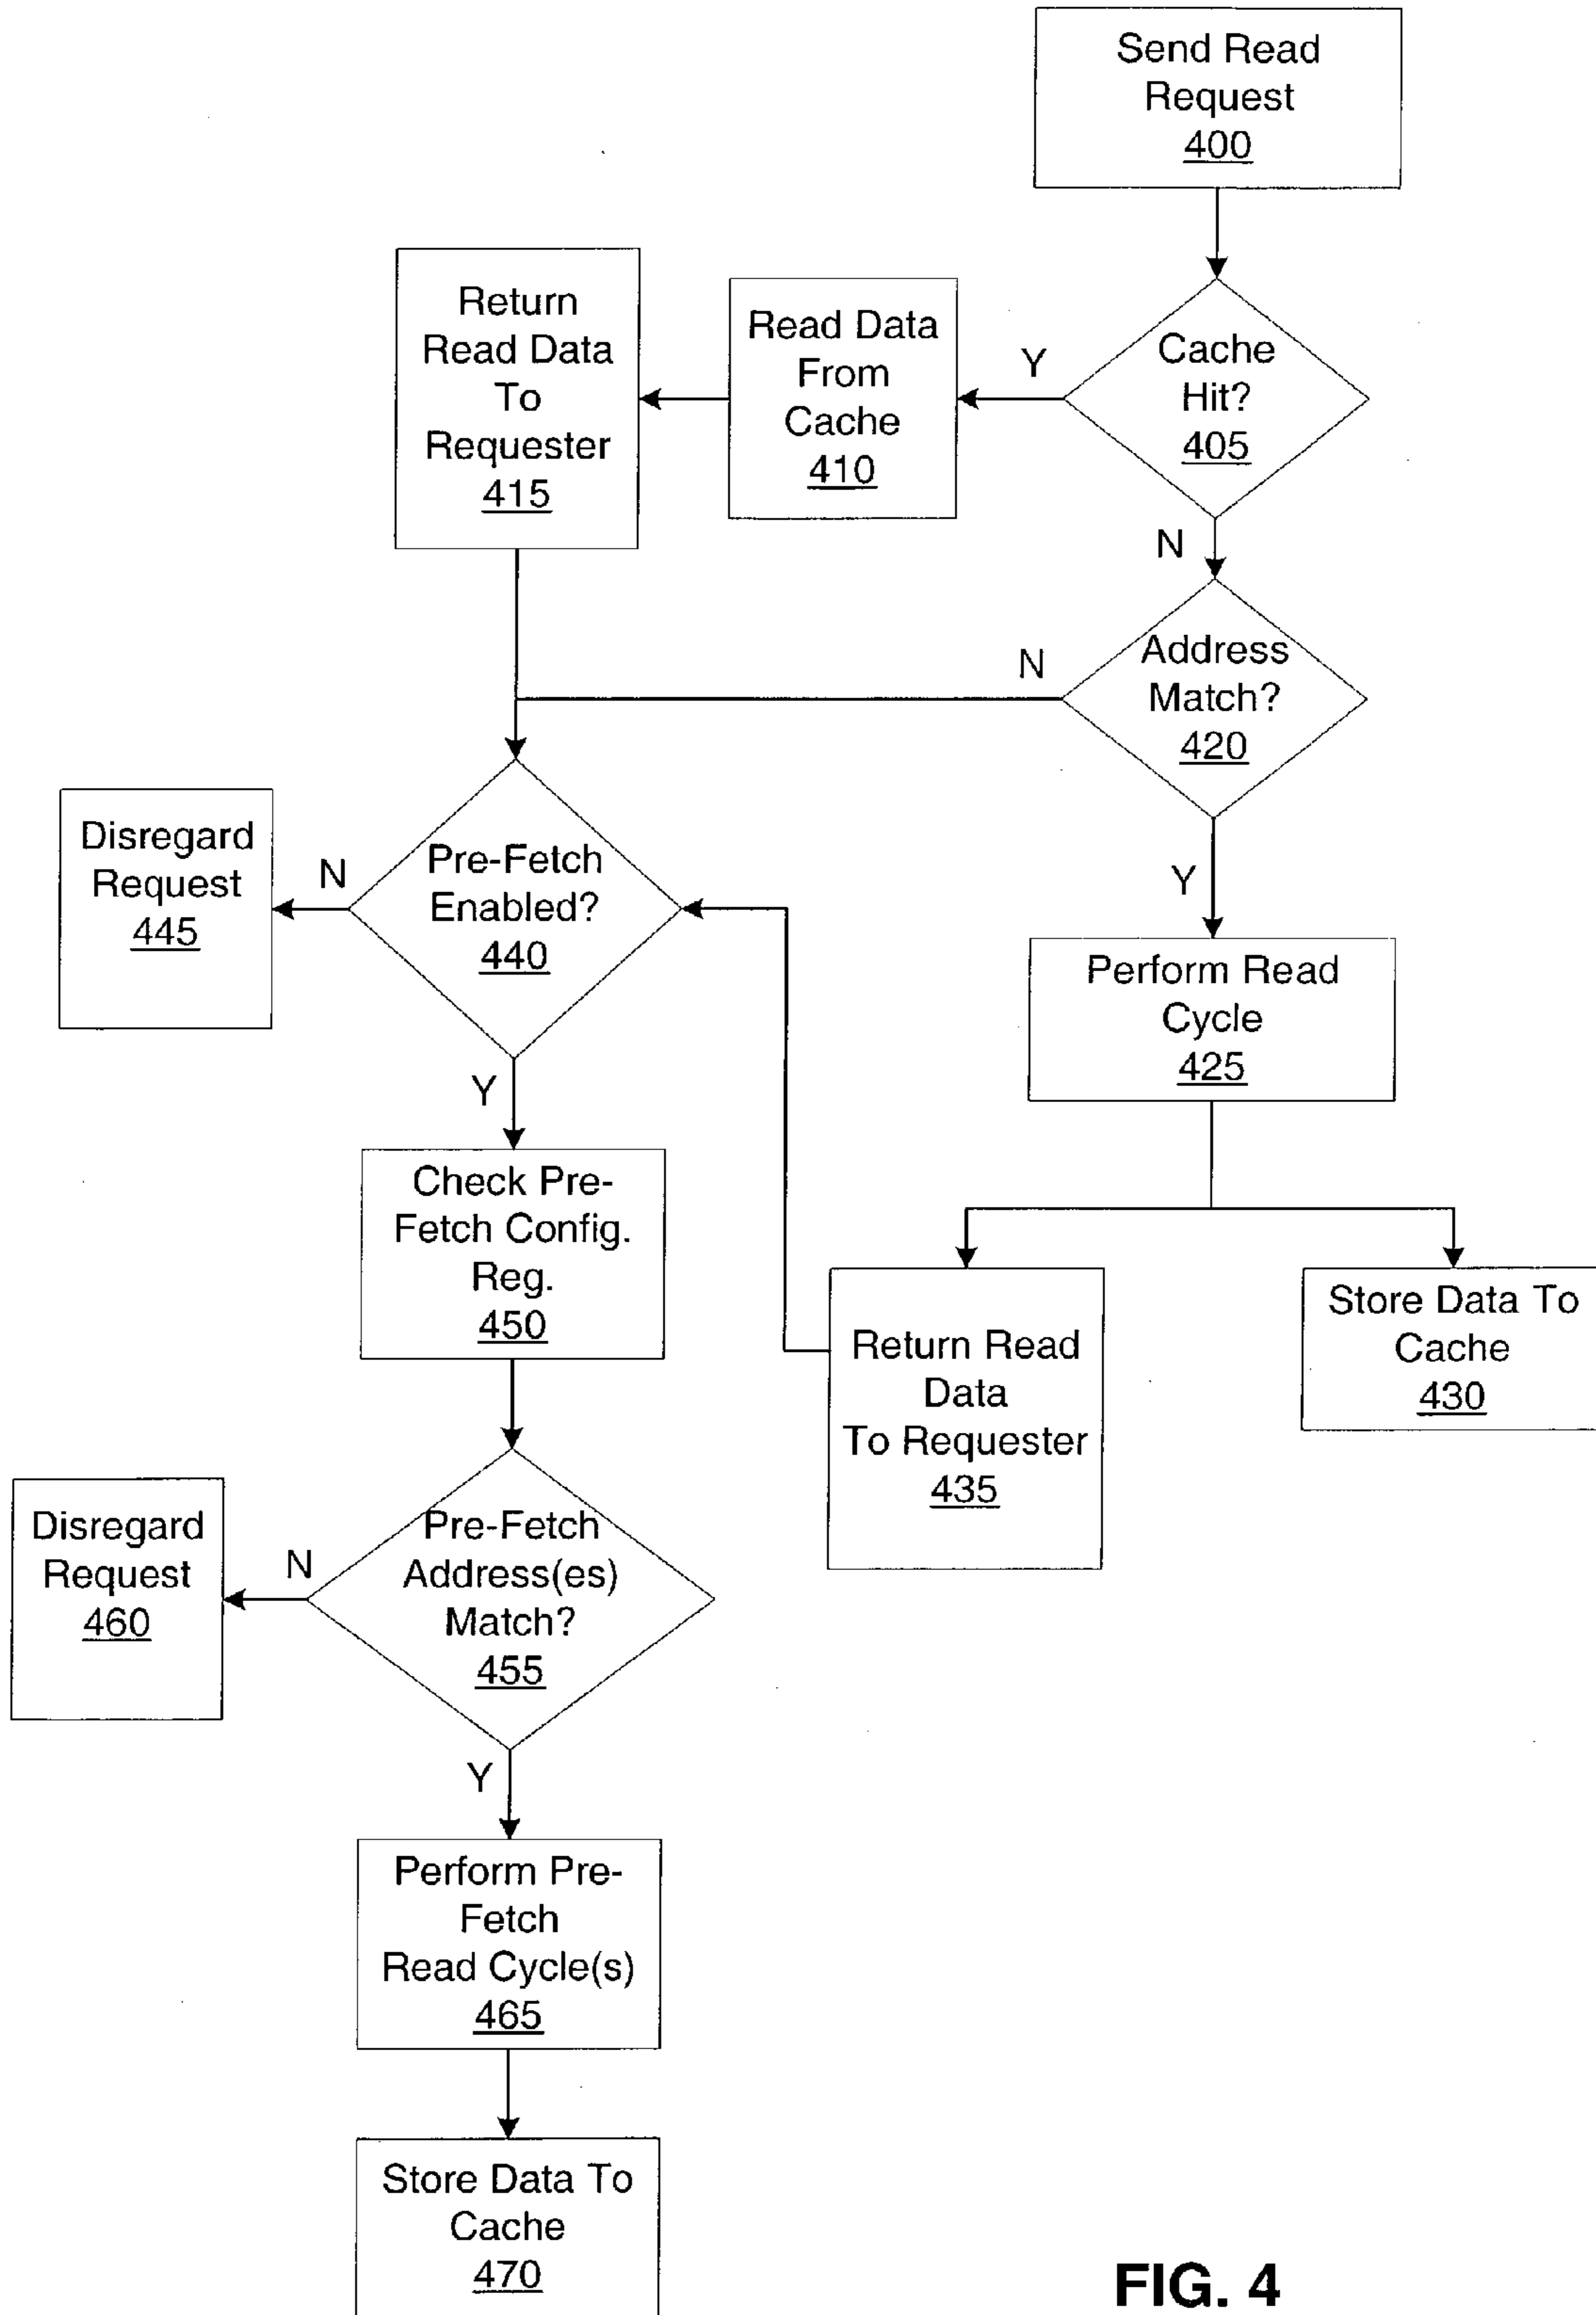 Send Read
Request
400
Return
Read Data
To
Requester
415
Read Data
From
Cache
410
Y
Cache
Hit?
405
N
N
Address
Match?
420
Disregard
Request
445
N
Pre-Fetch
Enabled?
440
Y
Perform Read
Cycle
425
Y
Check Pre-
Fetch Config.
Reg.
450
Return Read
Data
To Requester
435
Store Data To
Cache
430
Disregard
Request
460
N
Pre-Fetch
Address(es)
Match?
455
Y
Perform Pre-
Fetch
Read Cycle(s)
465
Store Data To
Cache
470
FIG. 4